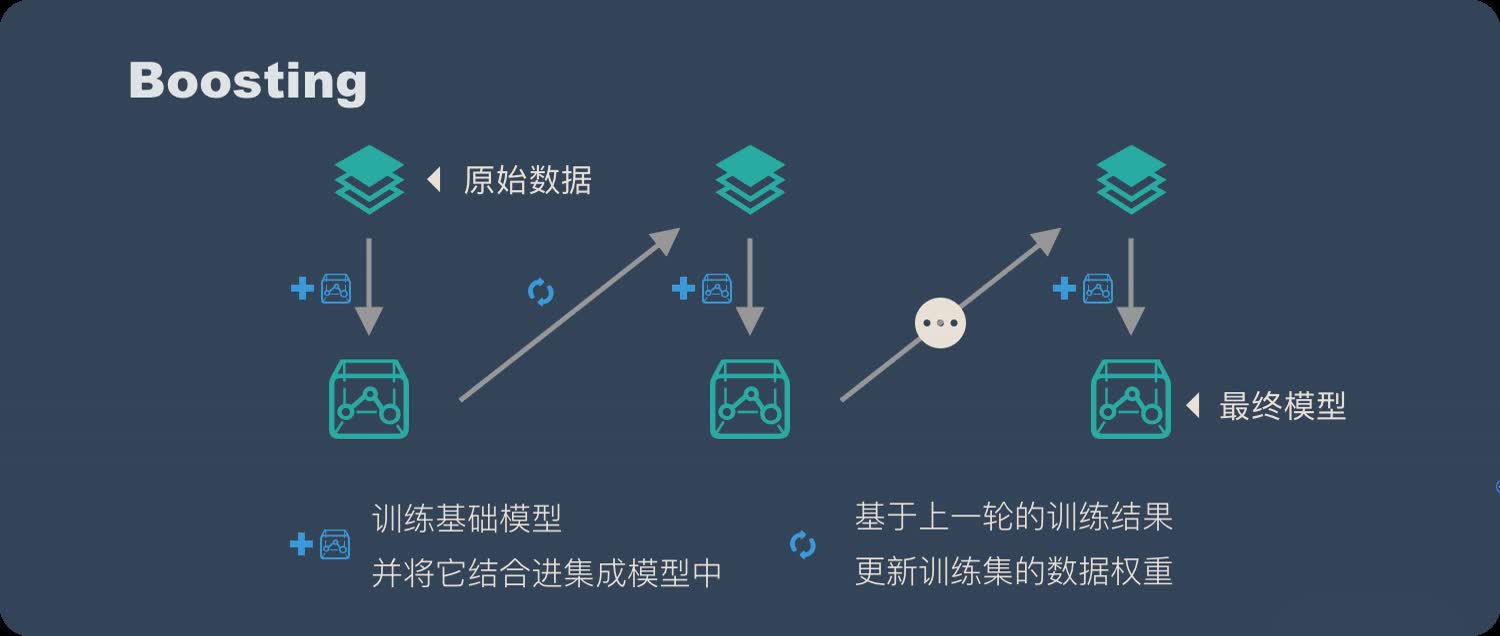 Boosting
原始数据
最终模型
训练基础模型
并将它结合进集成模型中
基于上一轮的训练结果
更新训练集的数据权重